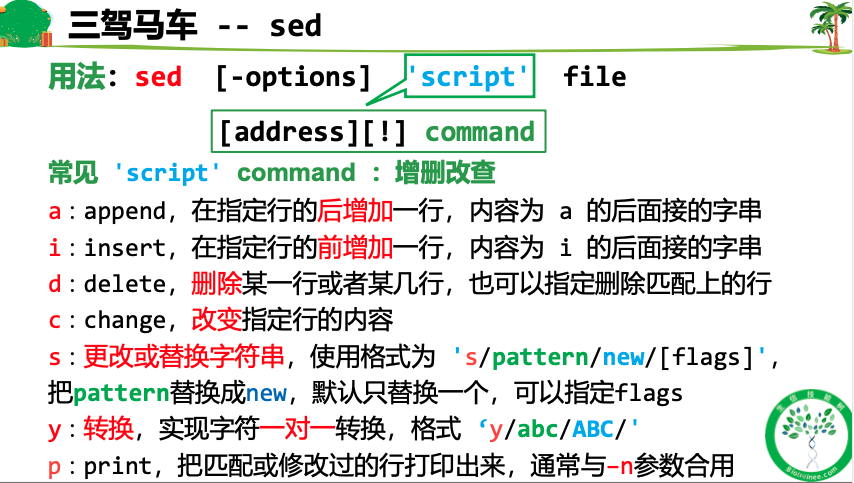 三驾马车 -- sed
用法：sed [-options] 'script' file
[address][!] command
常见 'script' command ：增删改查
a：append，在指定行的后增加一行，内容为 a 的后面接的字串
i：insert，在指定行的前增加一行，内容为 i 的后面接的字串
d：delete，删除某一行或者某几行，也可以指定删除匹配上的行
c：change，改变指定行的内容
s：更改或替换字符串，使用格式为 's/pattern/new/[flags]'，
把pattern替换成new，默认只替换一个，可以指定flags
y：转换，实现字符一对一转换，格式 ‘y/abc/ABC/'
p：print，把匹配或修改过的行打印出来，通常与–n参数合用
生信技能树